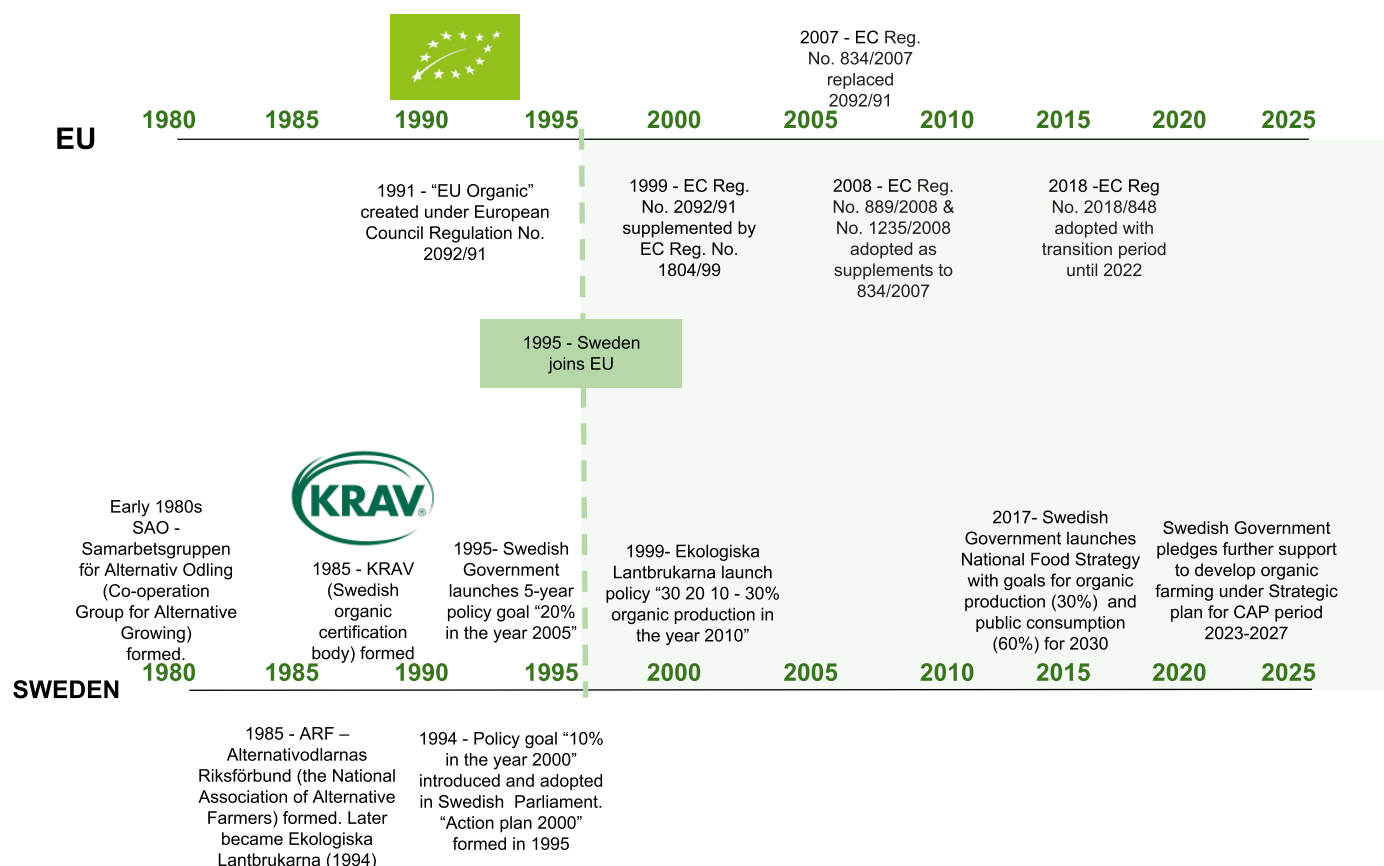 2007 - EC Reg.
No. 834/2007
replaced
2092/91
1980 1985 1990 1995 2000 2005 2010 2015 2020 2025
EU
1991 - “EU Organic”
created under European
Council Regulation No.
2092/91
1999 - EC Reg.
No. 2092/91
supplemented by
EC Reg. No.
1804/99
2008 - EC Reg.
No. 889/2008 &
No. 1235/2008
adopted as
supplements to
834/2007
2018 -EC Reg
No. 2018/848
adopted with
transition period
until 2022
1995 - Sweden
joins EU
KRAV®
Early 1980s
SAO -
Samarbetsgruppen
för Alternativ Odling
(Co-operation
Group for Alternative
Growing)
formed.
1985 - KRAV
(Swedish
organic
certification
body) formed
1995- Swedish
Government
launches 5-year
policy goal “20%
in the year 2005”
1999- Ekologiska
Lantbrukarna launch
policy “30 20 10 - 30%
organic production in
the year 2010”
2017- Swedish
Government launches
National Food Strategy
with goals for organic
production (30%)  and
public consumption
(60%) for 2030
Swedish Government
pledges further support
to develop organic
farming under Strategic
plan for CAP period
2023-2027
1980 1985 1990 1995 2000 2005 2010 2015 2020 2025
SWEDEN
1985 - ARF –
Alternativodlarnas
Riksförbund (the National
Association of Alternative
Farmers) formed. Later
became Ekologiska
Lantbrukarna (1994)
1994 - Policy goal “10%
in the year 2000”
introduced and adopted
in Swedish  Parliament.
“Action plan 2000”
formed in 1995